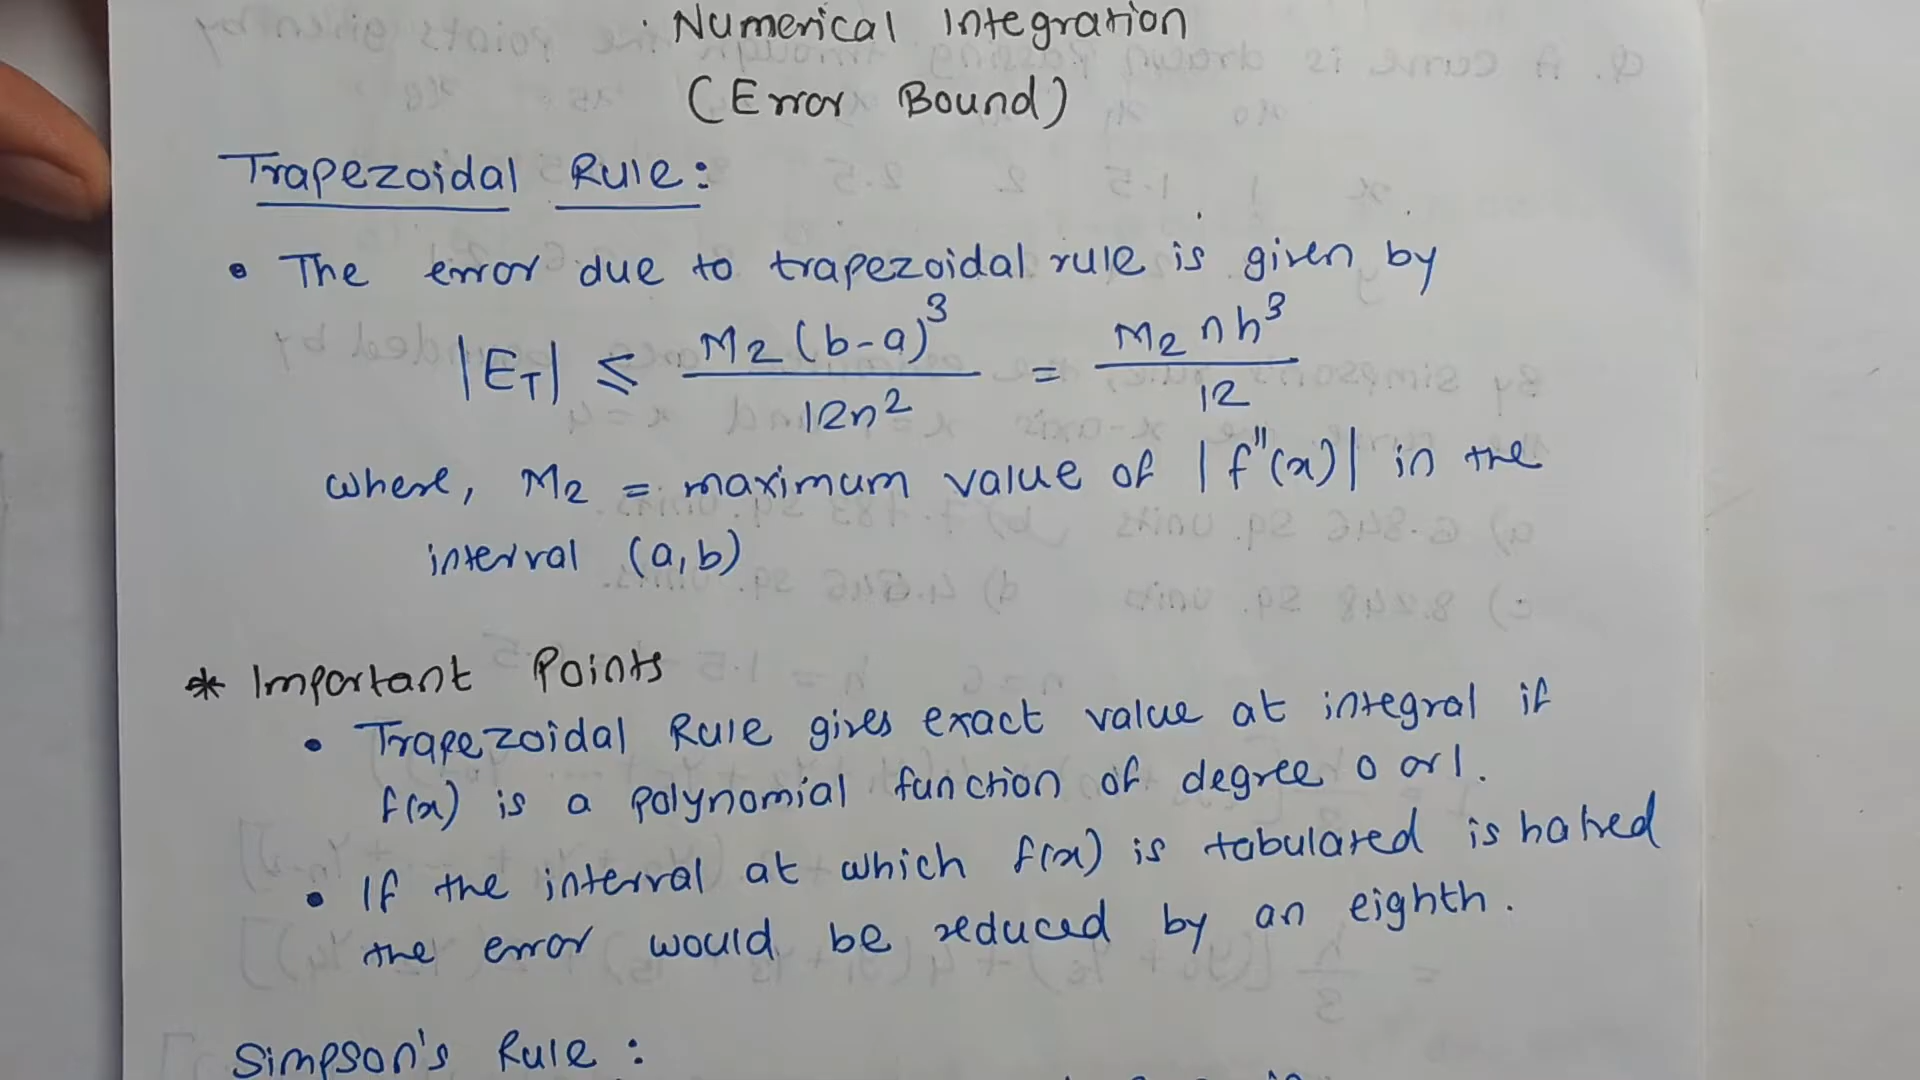 Numerical Integration
(Error Bound)
Trapezoidal Rule:
• The error due to trapezoidal rule is given by
|E_T| ≤ M₂(b-a)³ / 12n² = M₂nh³ / 12
where, M₂ = maximum value of |f"(x)| in the
interval (a,b)
* Important Points
• Trapezoidal Rule gives exact value at integral if
f(x) is a polynomial function of degree 0 or 1.
• If the interval at which f(x) is tabulated is halved
the error would be reduced by an eighth.
Simpson's Rule: